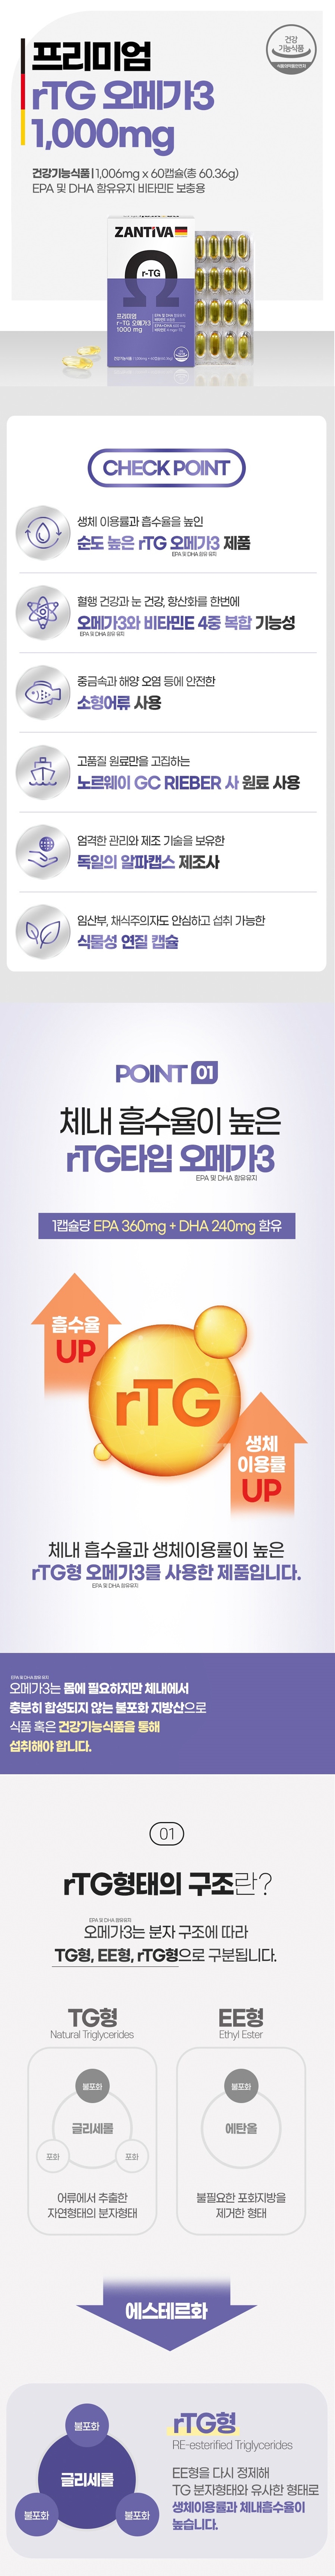 프리미엄
rTG 오메가3
1,000mg
건강
기능식품
식품의약품안전처
건강기능식품 | 1,006mg x 60캡슐(총 60.36g)
EPA 및 DHA 함유유지 비타민E 보충용
ZANTIVA
r-TG
프리미엄
r-TG 오메가3
1000 mg
CHECK POINT
생체 이용률과 흡수율을 높인
순도 높은 rTG 오메가3 제품
EPA 및 DHA 함유 유지
혈행 건강과 눈 건강, 항산화를 한번에
오메가3와 비타민E 4중 복합 기능성
EPA 및 DHA 함유 유지
중금속과 해양 오염 등에 안전한
소형어류 사용
고품질 원료만을 고집하는
노르웨이 GC RIEBER 사 원료 사용
엄격한 관리와 제조 기술을 보유한
독일의 알파캡스 제조사
임산부, 채식주의자도 안심하고 섭취 가능한
식물성 연질 캡슐
POINT 01
체내 흡수율이 높은
rTG타입 오메가3
EPA 및 DHA 함유유지
1캡슐당 EPA 360mg + DHA 240mg 함유
흡수율
UP
rTG
생체
이용률
UP
체내 흡수율과 생체이용률이 높은
rTG형 오메가3를 사용한 제품입니다.
EPA 및 DHA 함유유지
EPA 및 DHA 함유 유지
오메가3는 몸에 필요하지만 체내에서
충분히 합성되지 않는 불포화 지방산으로
식품 혹은 건강기능식품을 통해
섭취해야 합니다.
01
rTG형태의 구조란?
EPA 및 DHA 함유유지
오메가3는 분자 구조에 따라
TG형, EE형, rTG형으로 구분됩니다.
TG형
Natural Triglycerides
불포화
글리세롤
포화
포화
어류에서 추출한
자연형태의 분자형태
EE형
Ethyl Ester
불포화
에탄올
불필요한 포화지방을
제거한 형태
에스테르화
불포화
글리세롤
불포화
불포화
rTG형
RE-esterified Triglycerides
EE형을 다시 정제해
TG 분자형태와 유사한 형태로
생체이용률과 체내흡수율이
높습니다.